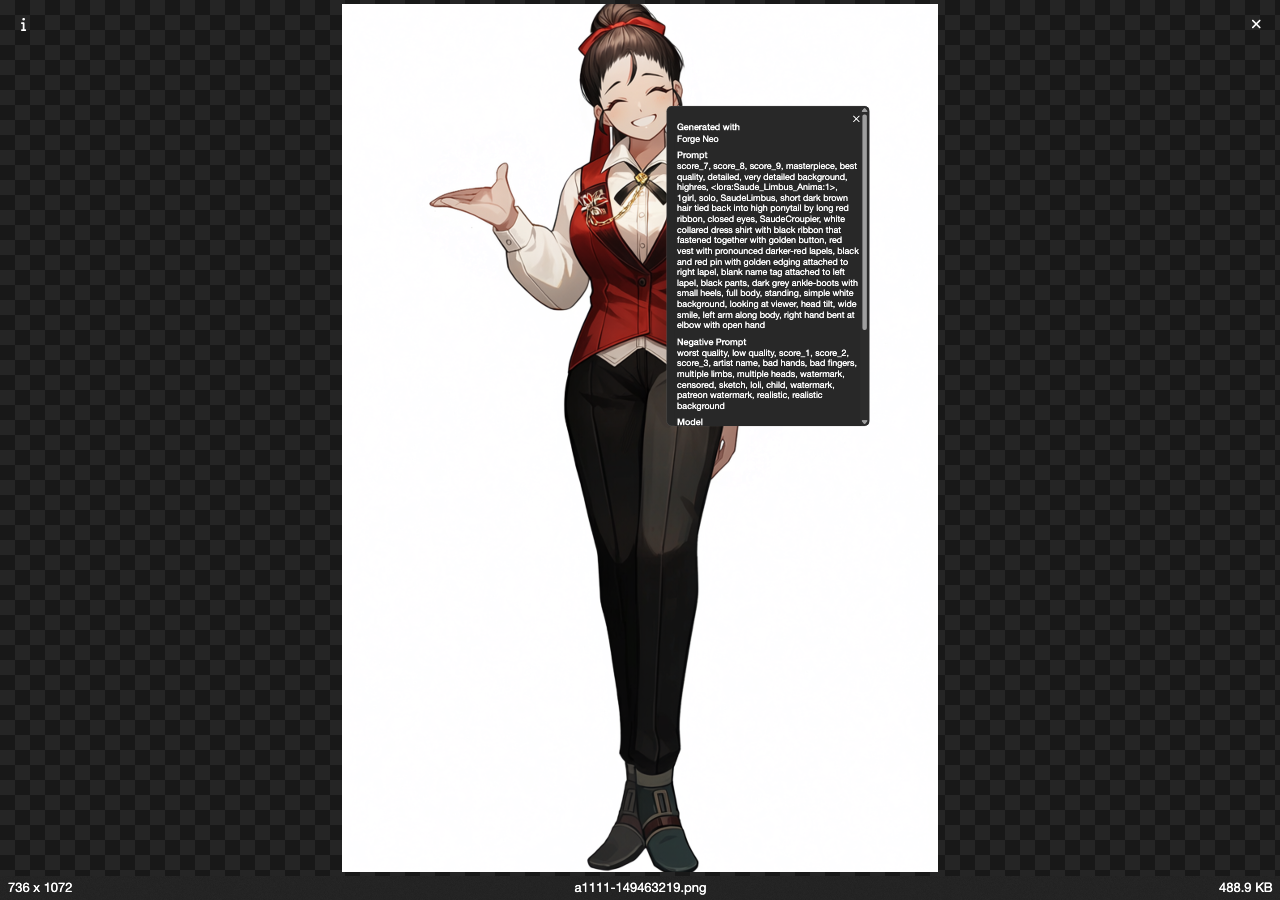 i
×
×
Generated with
Forge Neo
Prompt
score_7, score_8, score_9, masterpiece, best
quality, detailed, very detailed background,
highres, <lora:Saude_Limbus_Anima:1>,
1girl, solo, SaudeLimbus, short dark brown
hair tied back into high ponytail by long red
ribbon, closed eyes, SaudeCroupier, white
collared dress shirt with black ribbon that
fastened together with golden button, red
vest with pronounced darker-red lapels, black
and red pin with golden edging attached to
right lapel, blank name tag attached to left
lapel, black pants, dark grey ankle-boots with
small heels, full body, standing, simple white
background, looking at viewer, head tilt, wide
smile, left arm along body, right hand bent at
elbow with open hand
Negative Prompt
worst quality, low quality, score_1, score_2,
score_3, artist name, bad hands, bad fingers,
multiple limbs, multiple heads, watermark,
censored, sketch, loli, child, watermark,
patreon watermark, realistic, realistic
background
Model
736 x 1072
a1111-149463219.png
488.9 KB